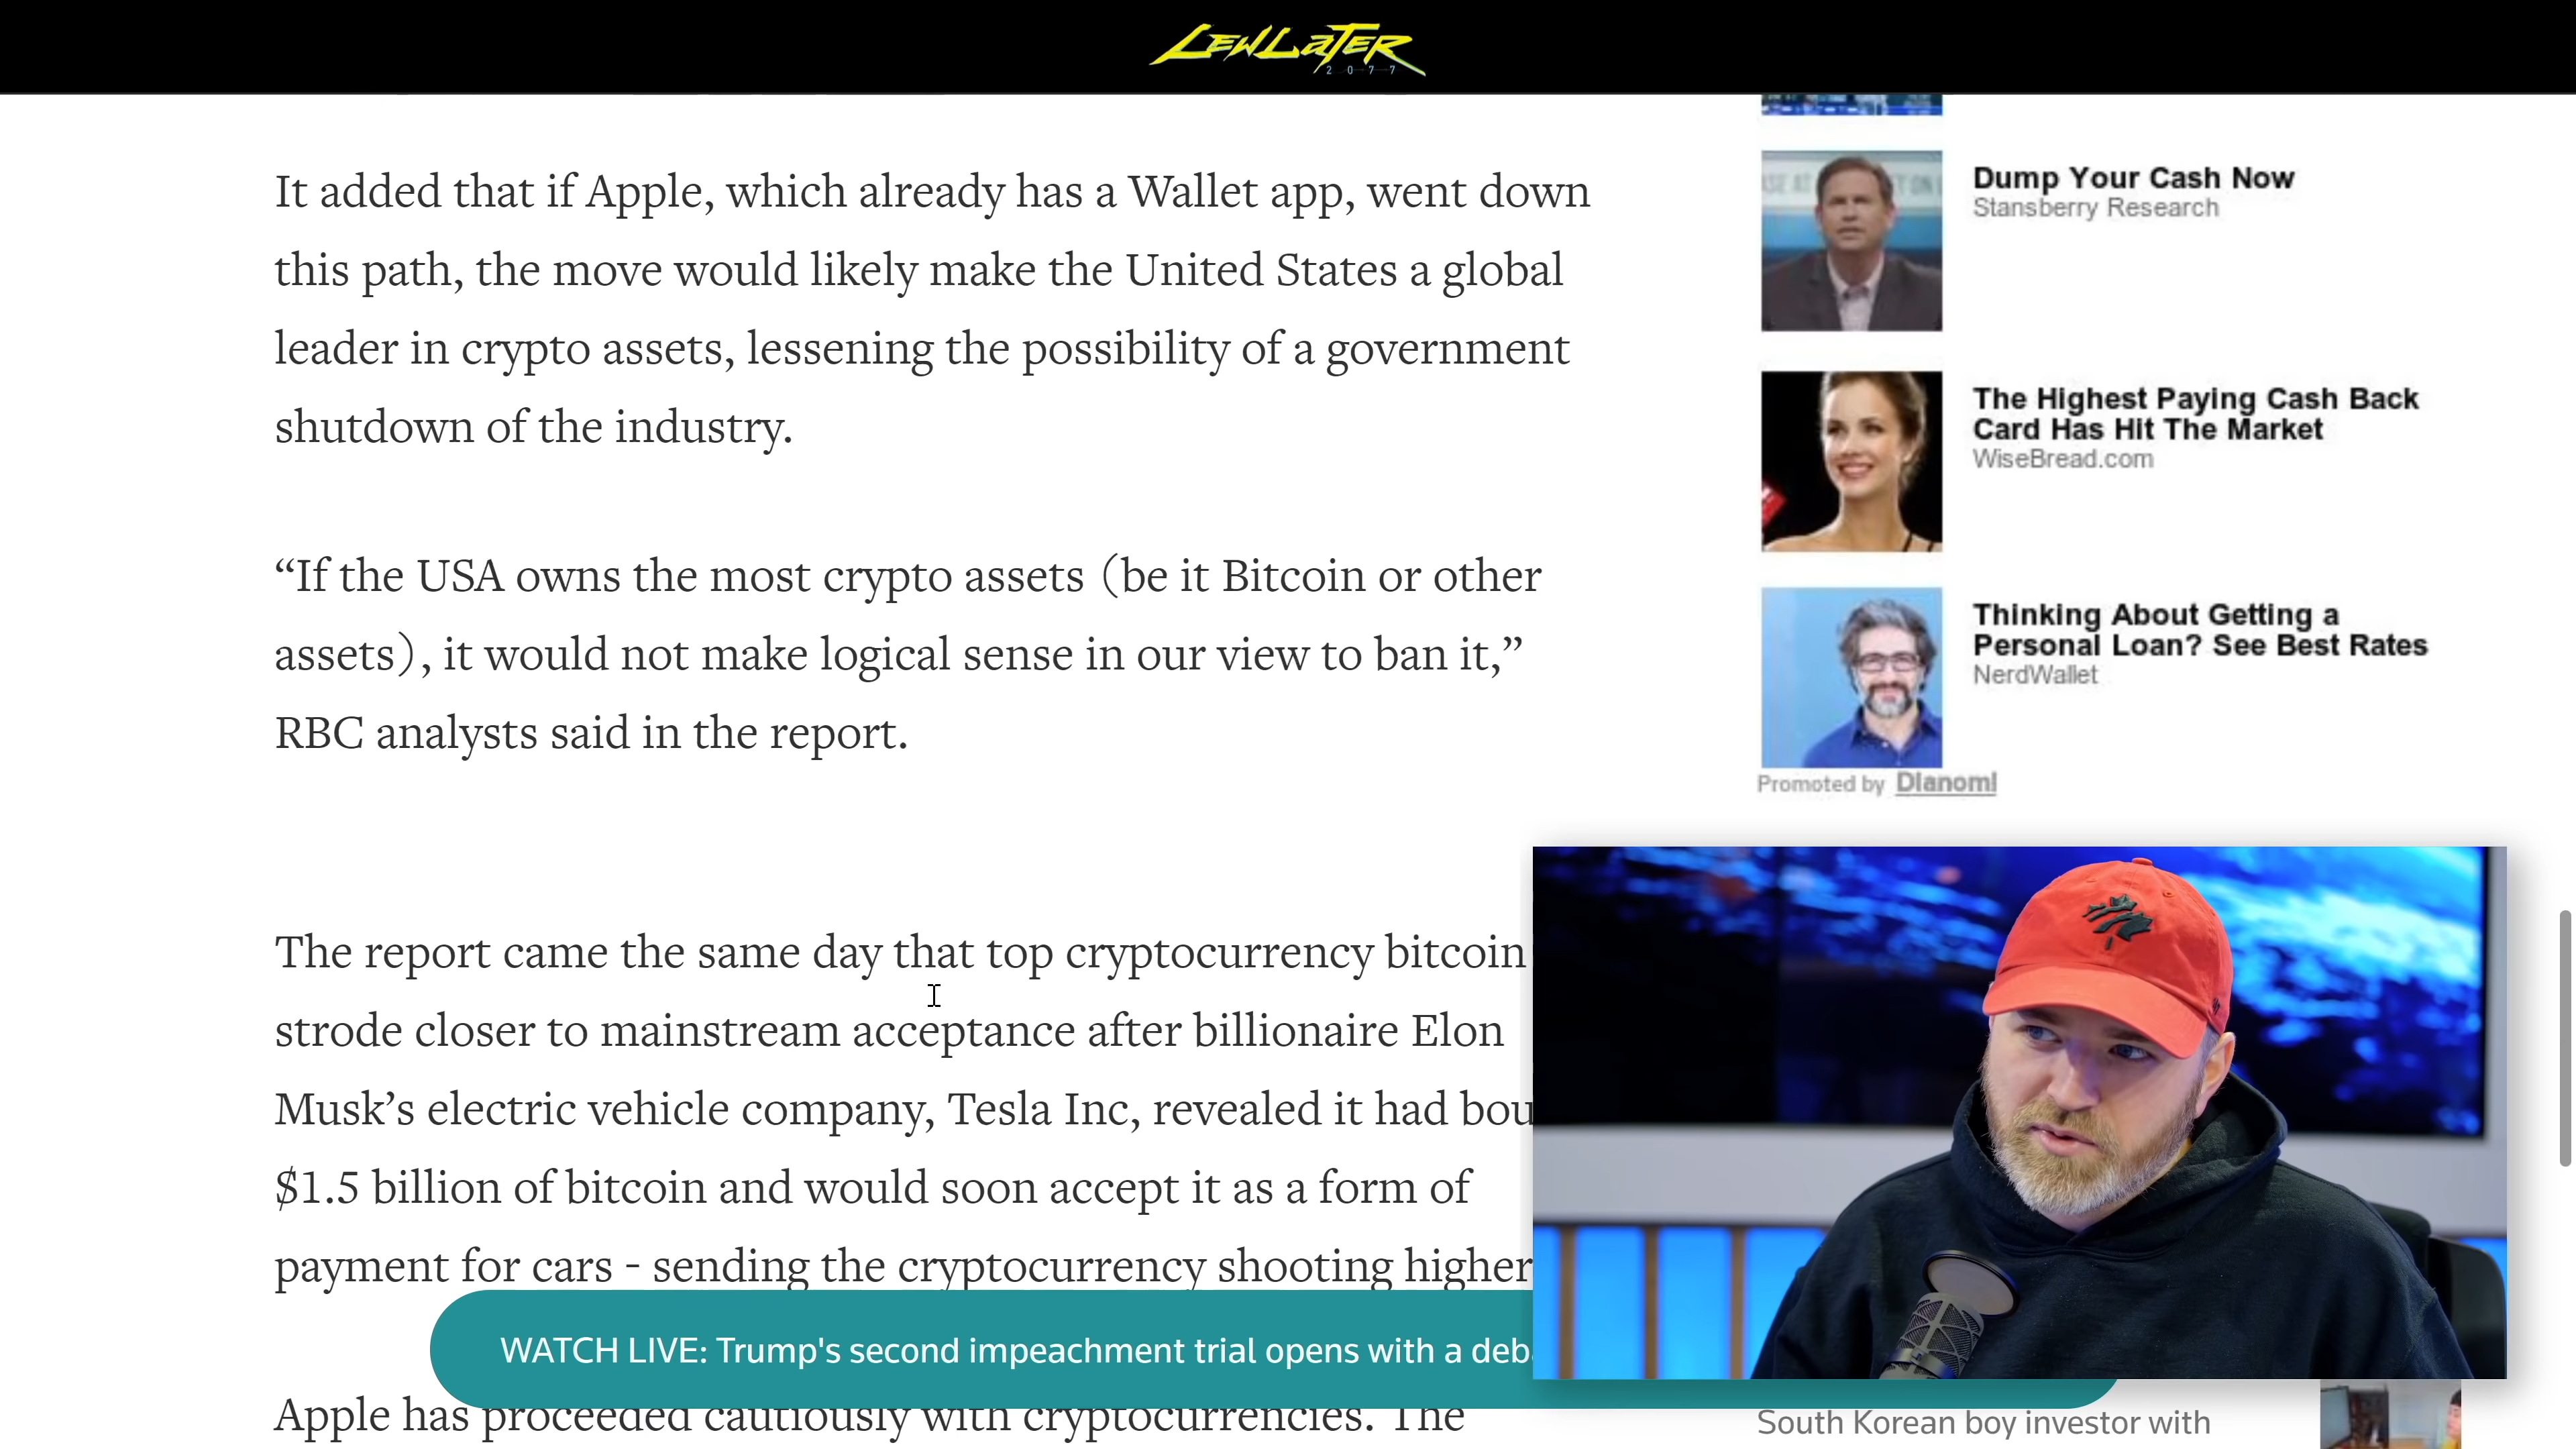 LEWLATER
2077
It added that if Apple, which already has a Wallet app, went down
this path, the move would likely make the United States a global
leader in crypto assets, lessening the possibility of a government
shutdown of the industry.
“If the USA owns the most crypto assets (be it Bitcoin or other
assets), it would not make logical sense in our view to ban it,”
RBC analysts said in the report.
The report came the same day that top cryptocurrency bitcoin
strode closer to mainstream acceptance after billionaire Elon
Musk’s electric vehicle company, Tesla Inc, revealed it had bou
$1.5 billion of bitcoin and would soon accept it as a form of
payment for cars - sending the cryptocurrency shooting higher
WATCH LIVE: Trump's second impeachment trial opens with a deb
Apple has proceeded cautiously with cryptocurrencies. The
Dump Your Cash Now
Stansberry Research
The Highest Paying Cash Back
Card Has Hit The Market
WiseBread.com
Thinking About Getting a
Personal Loan? See Best Rates
NerdWallet
Promoted by Dianomi
South Korean boy investor with